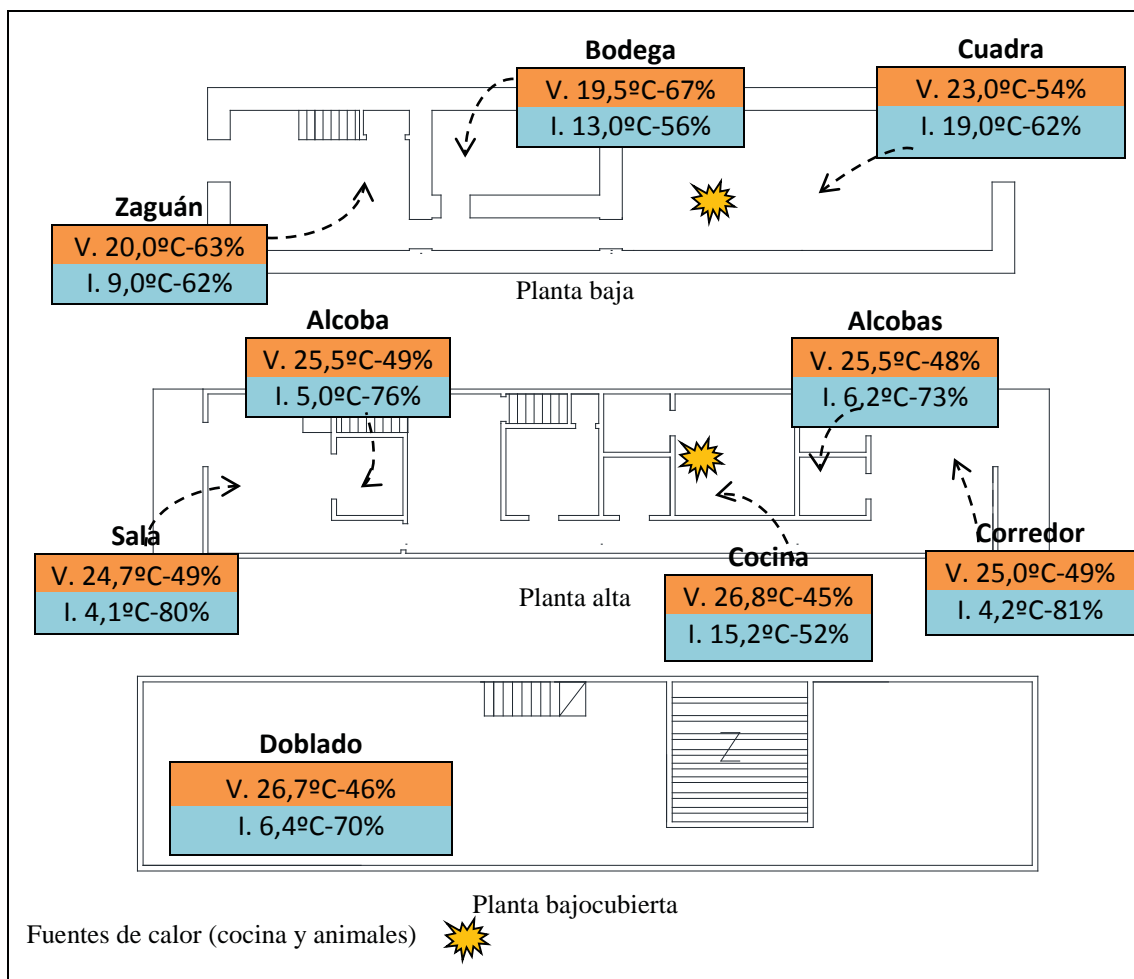 Bodega
V. 19,5ºC-67%
I. 13,0ºC-56%
Cuadra
V. 23,0ºC-54%
I. 19,0ºC-62%
Zaguán
V. 20,0ºC-63%
I. 9,0ºC-62%
Planta baja
Alcoba
V. 25,5ºC-49%
I. 5,0ºC-76%
Alcobas
V. 25,5ºC-48%
I. 6,2ºC-73%
Sala
V. 24,7ºC-49%
I. 4,1ºC-80%
Cocina
V. 26,8ºC-45%
I. 15,2ºC-52%
Corredor
V. 25,0ºC-49%
I. 4,2ºC-81%
Planta alta
Doblado
V. 26,7ºC-46%
I. 6,4ºC-70%
Planta bajocubierta
Fuentes de calor (cocina y animales)